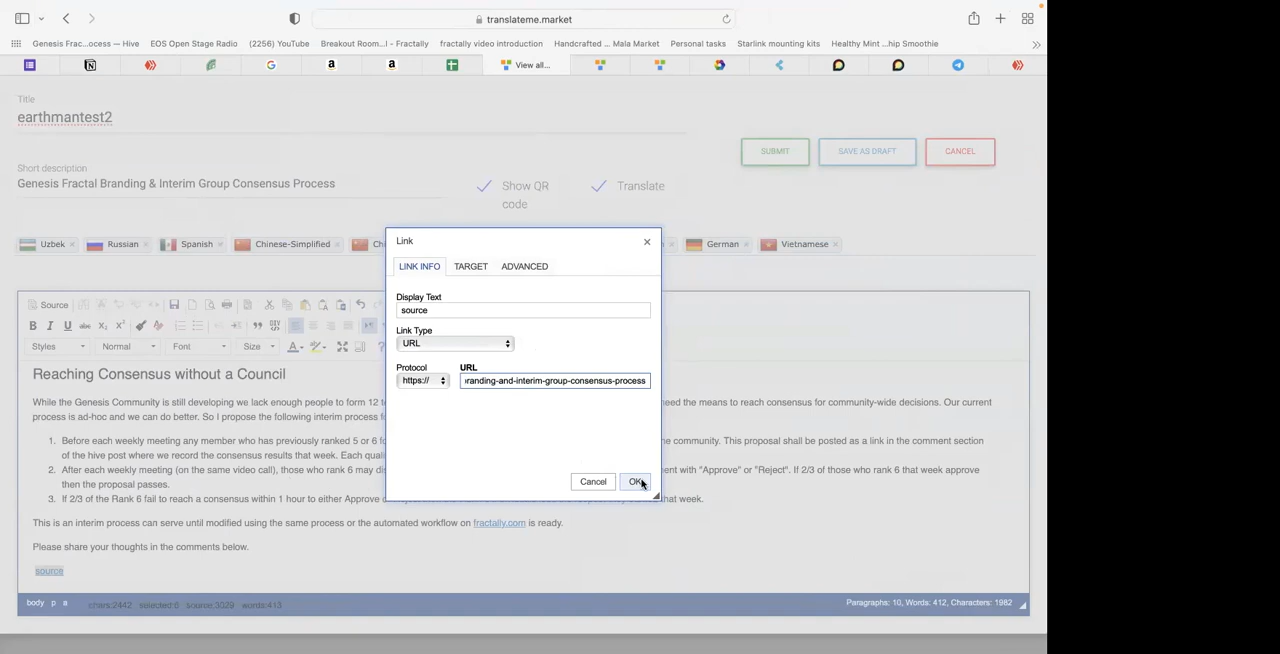 translateme.market
Genesis Frac...ocess — Hive EOS Open Stage Radio (2256) YouTube Breakout Room...l - Fractally fractally video introduction Handcrafted ... Mala Market Personal tasks Starlink mounting kits Healthy Mint ...hip Smoothie
View all...
Title
earthmantest2
SUBMIT SAVE AS DRAFT CANCEL
Short description
Genesis Fractal Branding & Interim Group Consensus Process
Show QR code
Translate
Uzbek Russian Spanish Chinese-Simplified German Vietnamese
Link
LINK INFO TARGET ADVANCED
Display Text
source
Link Type
URL
Protocol URL
https:// randing-and-interim-group-consensus-process
Cancel OK
Source
B I U abc X2 X2
Styles Normal Font Size
Reaching Consensus without a Council
While the Genesis Community is still developing we lack enough people to form 12 need the means to reach consensus for community-wide decisions. Our current
process is ad-hoc and we can do better. So I propose the following interim process
1. Before each weekly meeting any member who has previously ranked 5 or 6 community. This proposal shall be posted as a link in the comment section
of the hive post where we record the consensus results that week. Each
2. After each weekly meeting (on the same video call), those who rank 6 may with "Approve" or "Reject". If 2/3 of those who rank 6 that week approve
then the proposal passes.
3. If 2/3 of the Rank 6 fail to reach a consensus within 1 hour to either Approve that week.
This is an interim process can serve until modified using the same process or the automated workflow on fractally.com is ready.
Please share your thoughts in the comments below.
source
body p a chars:2442 selected:6 source:3029 words:413 Paragraphs: 10, Words: 412, Characters: 1982